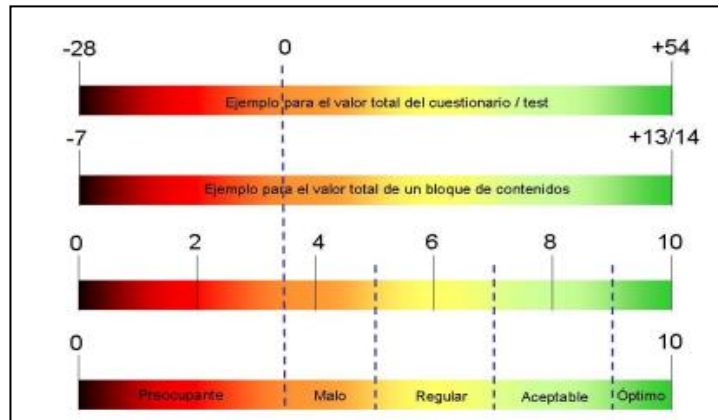 -28 0 +54
Ejemplo para el valor total del cuestionario / test
-7 +13/14
Ejemplo para el valor total de un bloque de contenidos
0 2 4 6 8 10
0 10
Preocupante Malo Regular Aceptable Óptimo